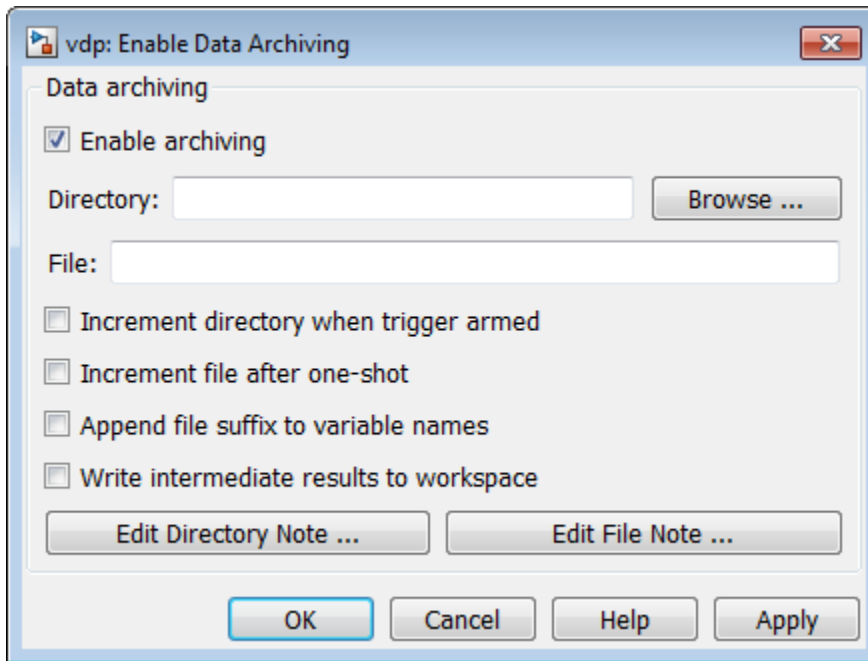 vdp: Enable Data Archiving
Data archiving
Enable archiving
Directory: Browse ...
File:
Increment directory when trigger armed
Increment file after one-shot
Append file suffix to variable names
Write intermediate results to workspace
Edit Directory Note ... Edit File Note ...
OK Cancel Help Apply